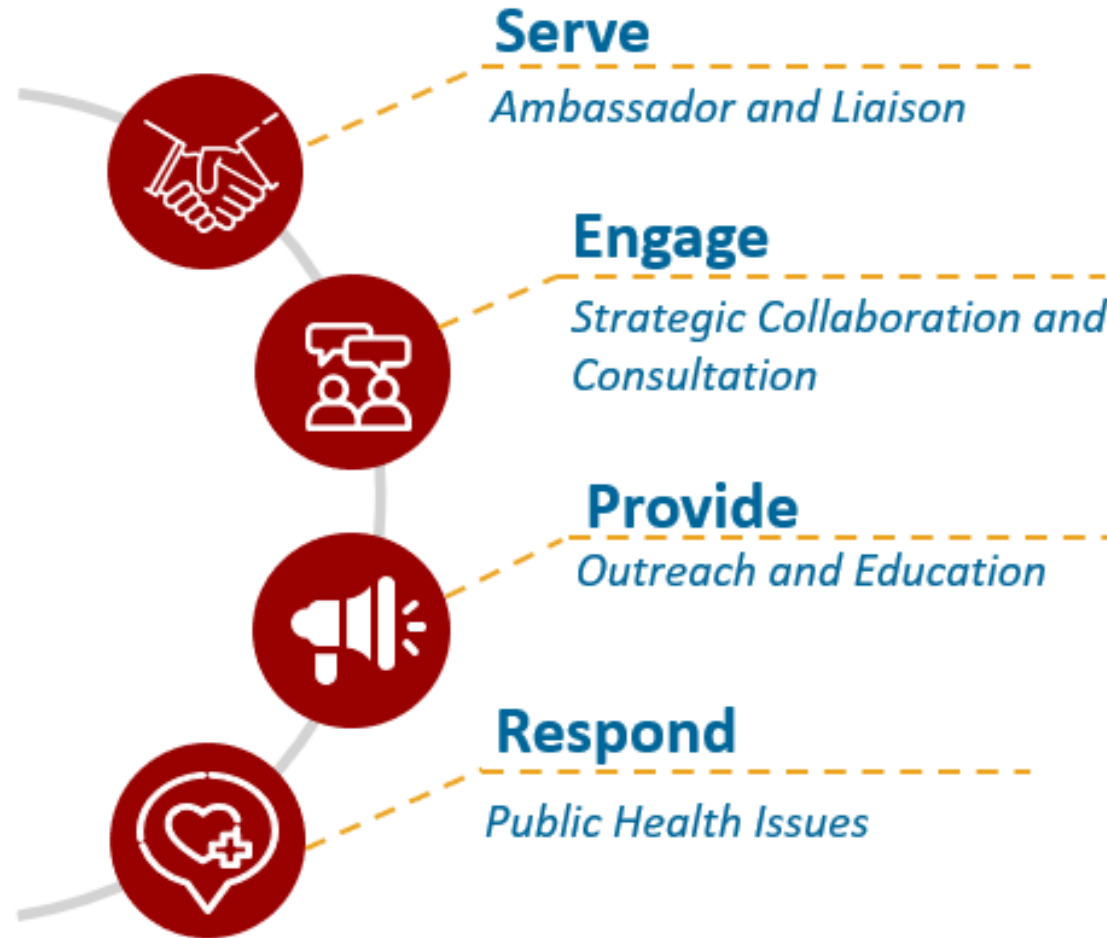 Serve
Ambassador and Liaison
Engage
Strategic Collaboration and
Consultation
Provide
Outreach and Education
Respond
Public Health Issues